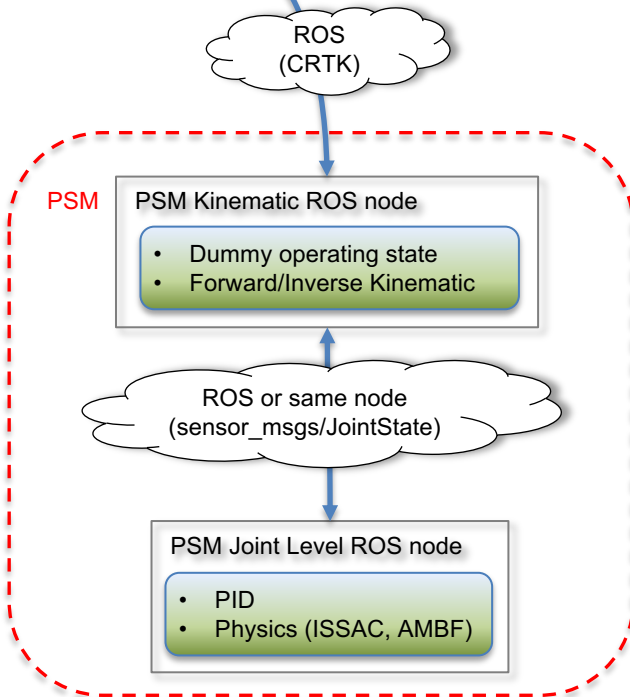 ROS
(CRTK)
PSM
PSM Kinematic ROS node
• Dummy operating state
• Forward/Inverse Kinematic
ROS or same node
(sensor_msgs/JointState)
PSM Joint Level ROS node
• PID
• Physics (ISSAC, AMBF)